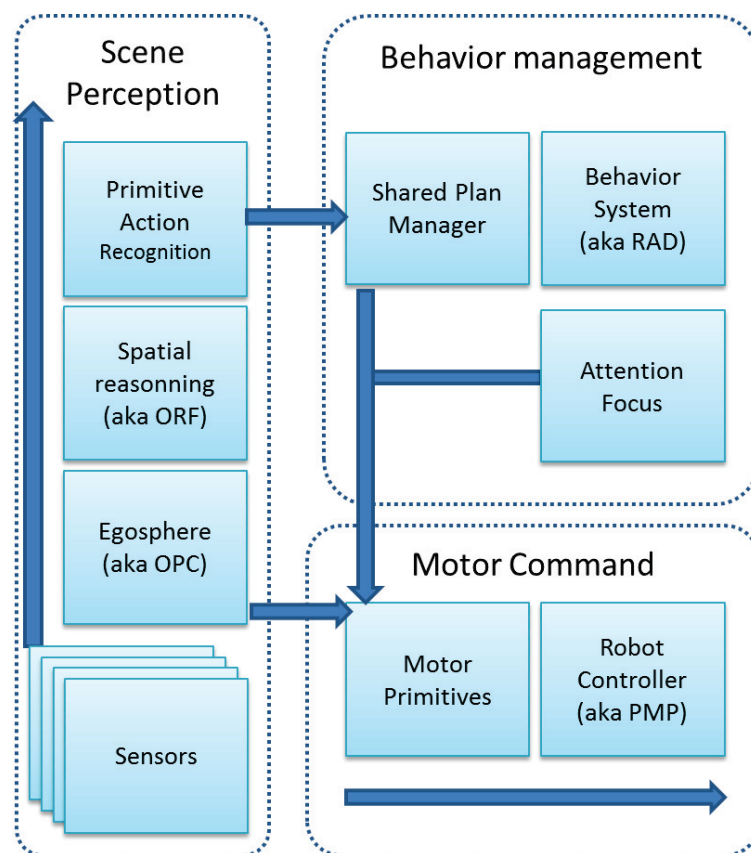 Scene
Perception
Primitive
Action
Recognition
Spatial
reasonning
(aka ORF)
Egosphere
(aka OPC)
Sensors
Behavior management
Shared Plan
Manager
Behavior
System
(aka RAD)
Attention
Focus
Motor Command
Motor
Primitives
Robot
Controller
(aka PMP)